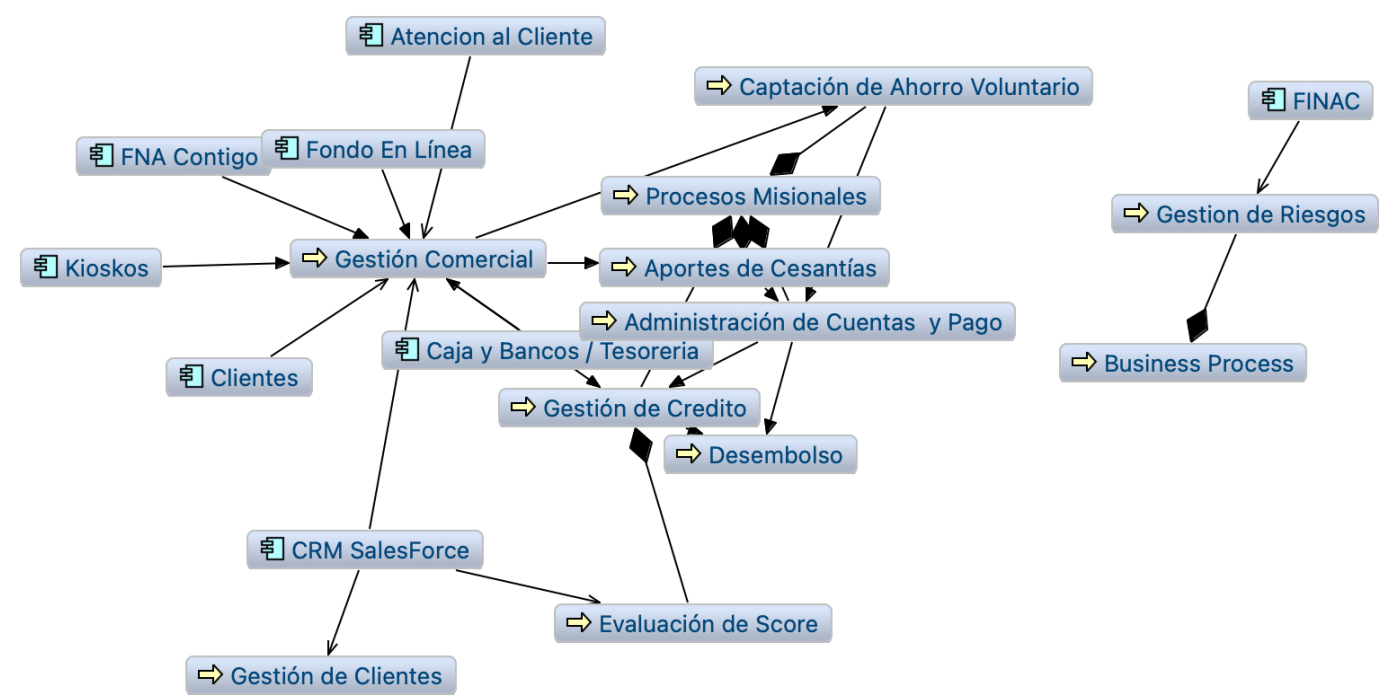 Atencion al Cliente
Captación de Ahorro Voluntario
FINAC
FNA Contigo
Fondo En Línea
Procesos Misionales
Gestion de Riesgos
Kioskos
Gestión Comercial
Aportes de Cesantías
Administración de Cuentas y Pago
Caja y Bancos / Tesoreria
Business Process
Clientes
Gestión de Credito
Desembolso
CRM SalesForce
Evaluación de Score
Gestión de Clientes